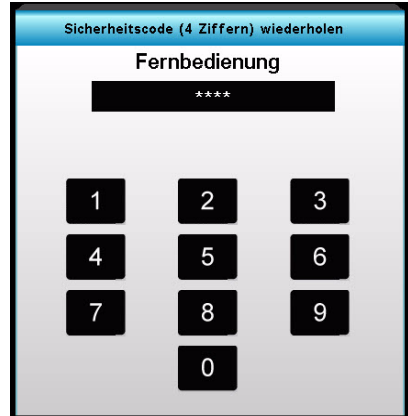 Sicherheitscode (4 Ziffern) wiederholen
Fernbedienung
****
1 2 3
4 5 6
7 8 9
0